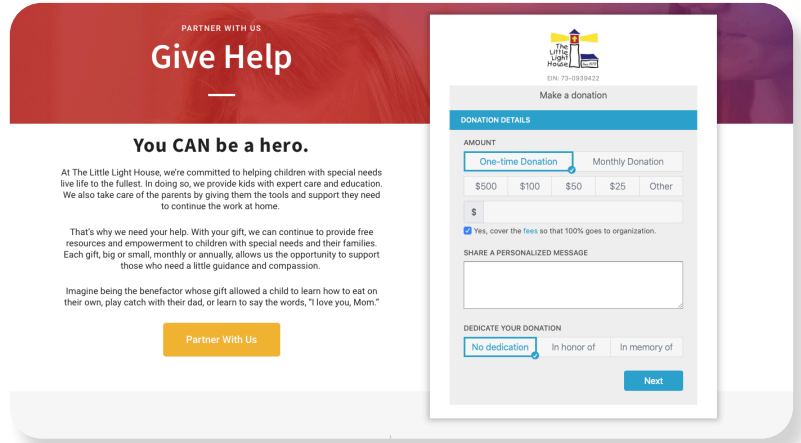 PARTNER WITH US
Give Help
You CAN be a hero.
At The Little Light House, we're committed to helping children with special needs
live life to the fullest. In doing so, we provide kids with expert care and education.
We also take care of the parents by giving them the tools and support they need
to continue the work at home.
That's why we need your help. With your gift, we can continue to provide free
resources and empowerment to children with special needs and their families.
Each gift, big or small, monthly or annually, allows us the opportunity to support
those who need a little guidance and compassion.
Imagine being the benefactor whose gift allowed a child to learn how to eat on
their own, play catch with their dad, or learn to say the words, "I love you, Mom."
Partner With Us
The
Little
Light
House
EIN: 73-0939422
Make a donation
DONATION DETAILS
AMOUNT
One-time Donation
Monthly Donation
$500 $100 $50 $25 Other
$
Yes, cover the fees so that 100% goes to organization.
SHARE A PERSONALIZED MESSAGE
DEDICATE YOUR DONATION
No dedication In honor of In memory of
Next